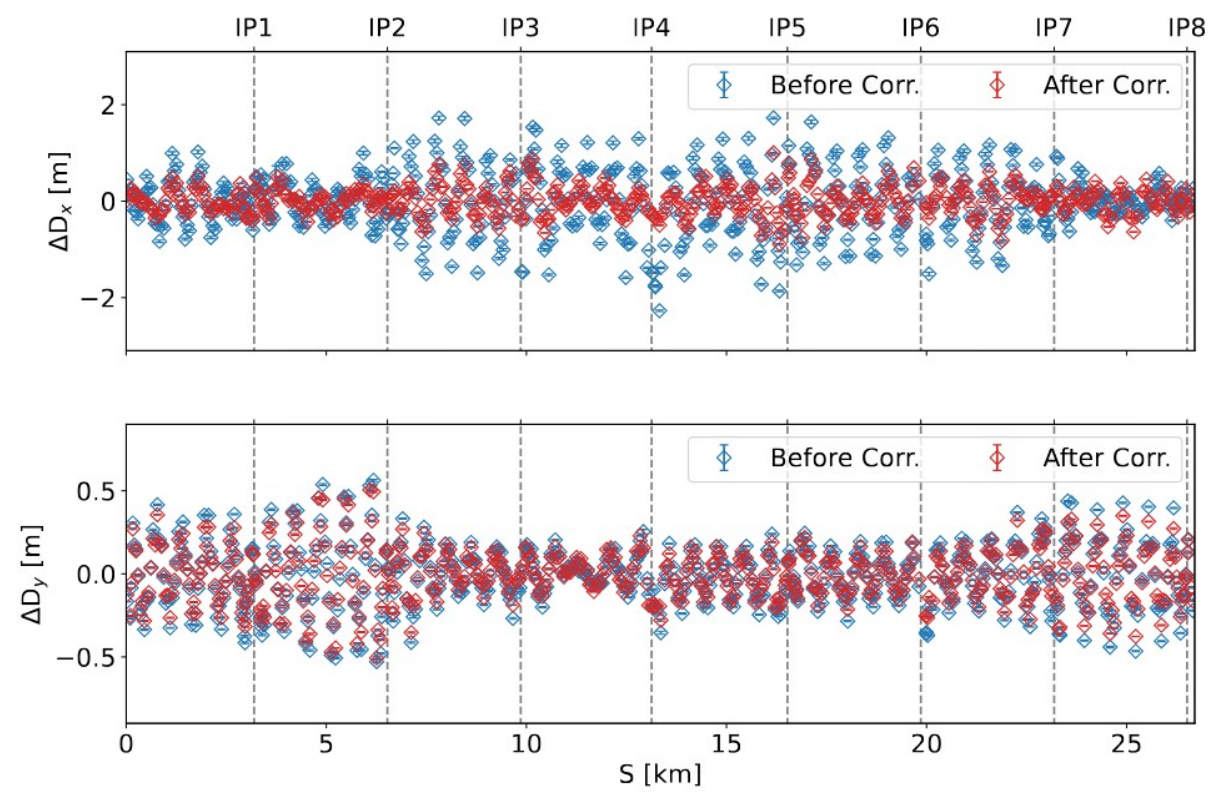 IP1 IP2 IP3 IP4 IP5 IP6 IP7 IP8
Before Corr. After Corr.
2
0
−2
ΔDₓ [m]
Before Corr. After Corr.
0.5
0.0
−0.5
ΔD_y [m]
0 5 10 15 20 25
S [km]